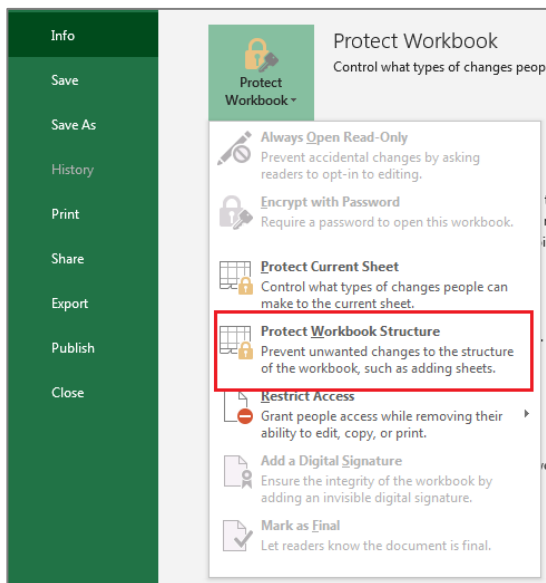 Info
Save
Save As
History
Print
Share
Export
Publish
Close
Protect Workbook
Control what types of changes peop
Protect
Workbook
Always Open Read-Only
Prevent accidental changes by asking
readers to opt-in to editing.
Encrypt with Password
Require a password to open this workbook.
Protect Current Sheet
Control what types of changes people can
make to the current sheet.
Protect Workbook Structure
Prevent unwanted changes to the structure
of the workbook, such as adding sheets.
Restrict Access
Grant people access while removing their
ability to edit, copy, or print.
Add a Digital Signature
Ensure the integrity of the workbook by
adding an invisible digital signature.
Mark as Final
Let readers know the document is final.